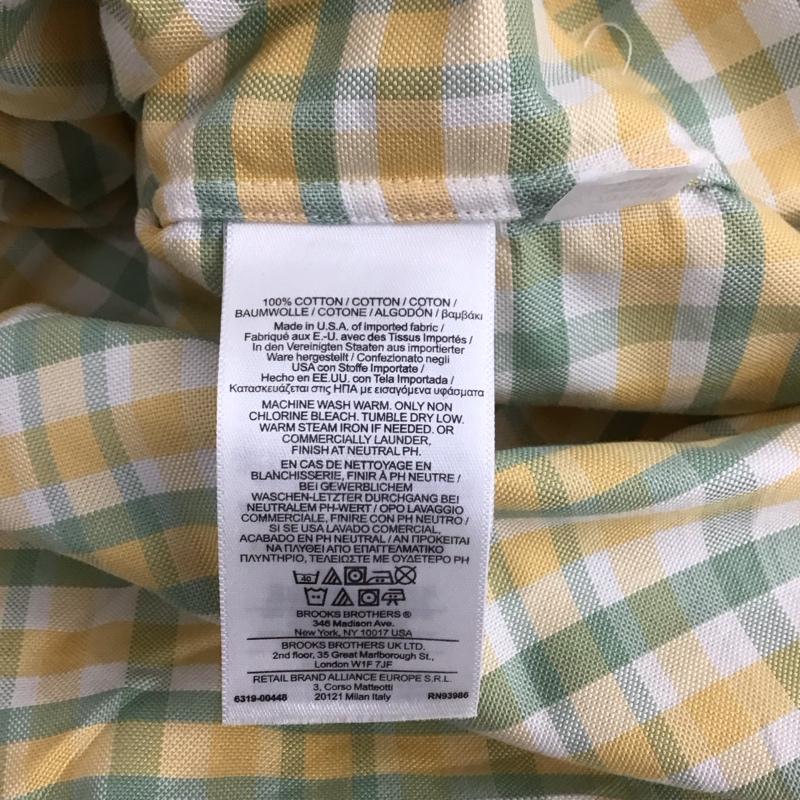 100% COTTON / COTTON / COTON /
BAUMWOLLE / COTONE / ALGODÓN / βαμβάκι
Made in U.S.A. of imported fabric /
Fabriqué aux E.-U. avec des Tissus Importés /
In den Vereinigten Staaten aus importierter
Ware hergestellt / Confezionato negli
USA con Stoffe Importate /
Hecho en EE.UU. con Tela Importada /
Κατασκευάζεται στις ΗΠΑ με εισαγόμενα υφάσματα
MACHINE WASH WARM. ONLY NON
CHLORINE BLEACH. TUMBLE DRY LOW.
WARM STEAM IRON IF NEEDED. OR
COMMERCIALLY LAUNDER,
FINISH AT NEUTRAL PH.
EN CAS DE NETTOYAGE EN
BLANCHISSERIE, FINIR À PH NEUTRE /
BEI GEWERBLICHEM
WASCHEN-LETZTER DURCHGANG BEI
NEUTRALEM PH-WERT / OPO LAVAGGIO
COMMERCIALE, FINIRE CON PH NEUTRO /
SI SE USA LAVADO COMERCIAL,
ACABADO EN PH NEUTRAL / ΑΝ ΠΡΟΚΕΙΤΑΙ
ΝΑ ΠΛΥΘΕΙ ΑΠΟ ΕΠΑΓΓΕΛΜΑΤΙΚΟ
ΠΛΥΝΤΗΡΙΟ, ΤΕΛΕΙΩΣΤΕ ΜΕ ΟΥΔΕΤΕΡΟ PH
40
BROOKS BROTHERS ®
346 Madison Ave.
New York, NY 10017 USA
BROOKS BROTHERS UK LTD.
2nd floor, 35 Great Marlborough St.,
London W1F 7JF
RETAIL BRAND ALLIANCE EUROPE S.R.L.
3, Corso Matteotti
6319-00448 20121 Milan Italy RN93986